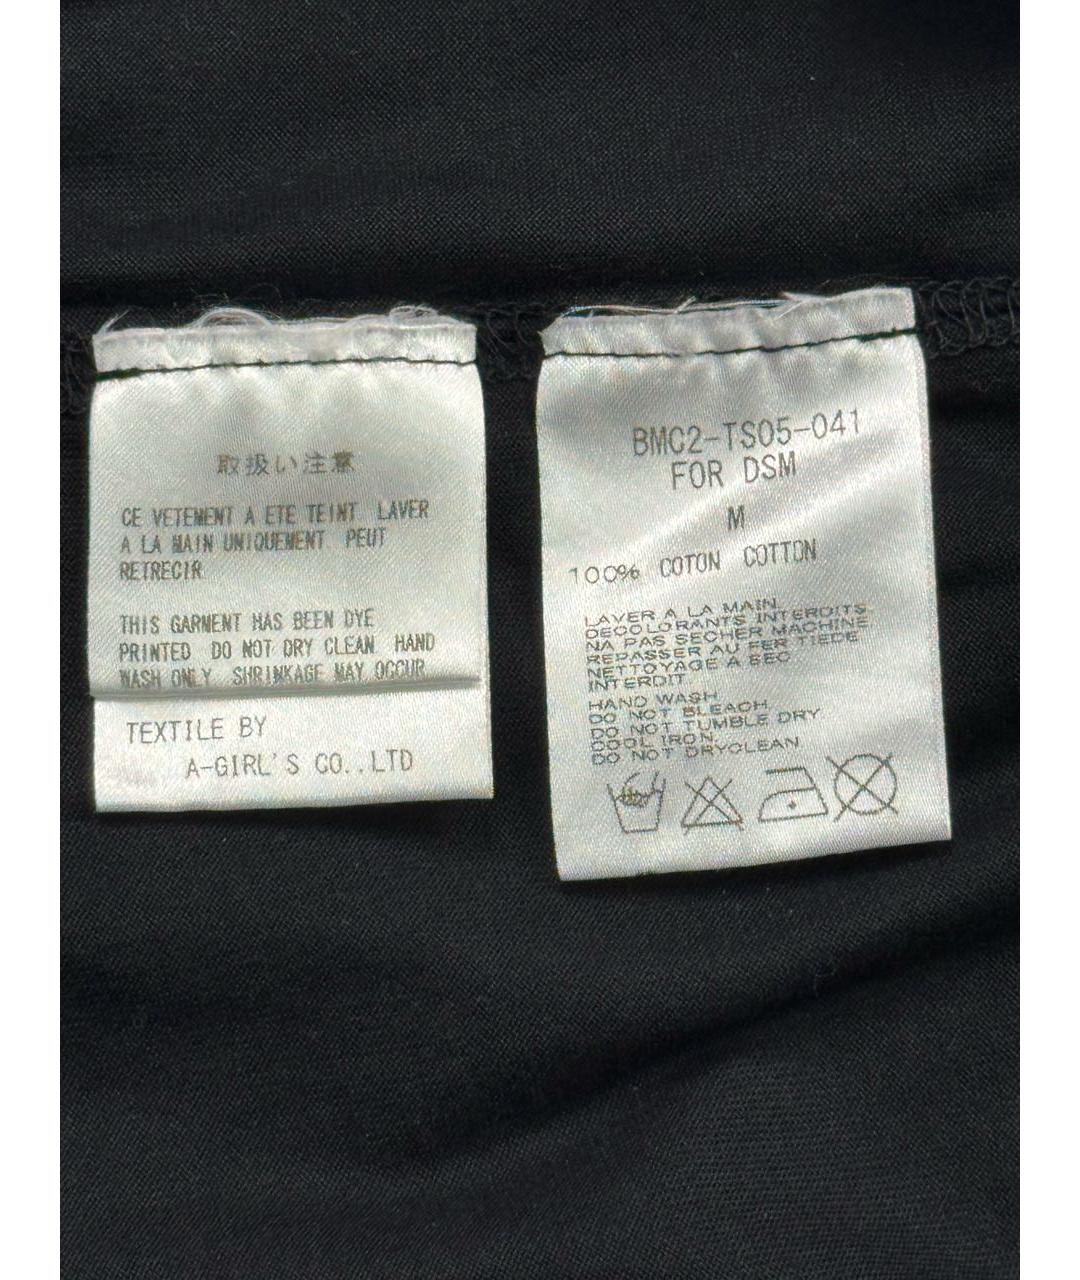 取扱い注意
CE VETEMENT A ETE TEINT LAVER
A LA MAIN UNIQUEMENT PEUT
RETRECIR
THIS GARMENT HAS BEEN DYE
PRINTED DO NOT DRY CLEAN HAND
WASH ONLY SHRINKAGE MAY OCCUR
TEXTILE BY
A-GIRL'S CO..LTD
BMC2-TS05-041
FOR DSM
M
100% COTON COTTON
LAVER A LA MAIN.
DECOLORANTS INTERDITS
NA PAS SECHER MACHINE
REPASSER AU FER TIEDE
NETTOYAGE A SEC
INTERDIT.
HAND WASH.
DO NOT BLEACH.
DO NOT TUMBLE DRY
COOL IRON.
DO NOT DRYCLEAN